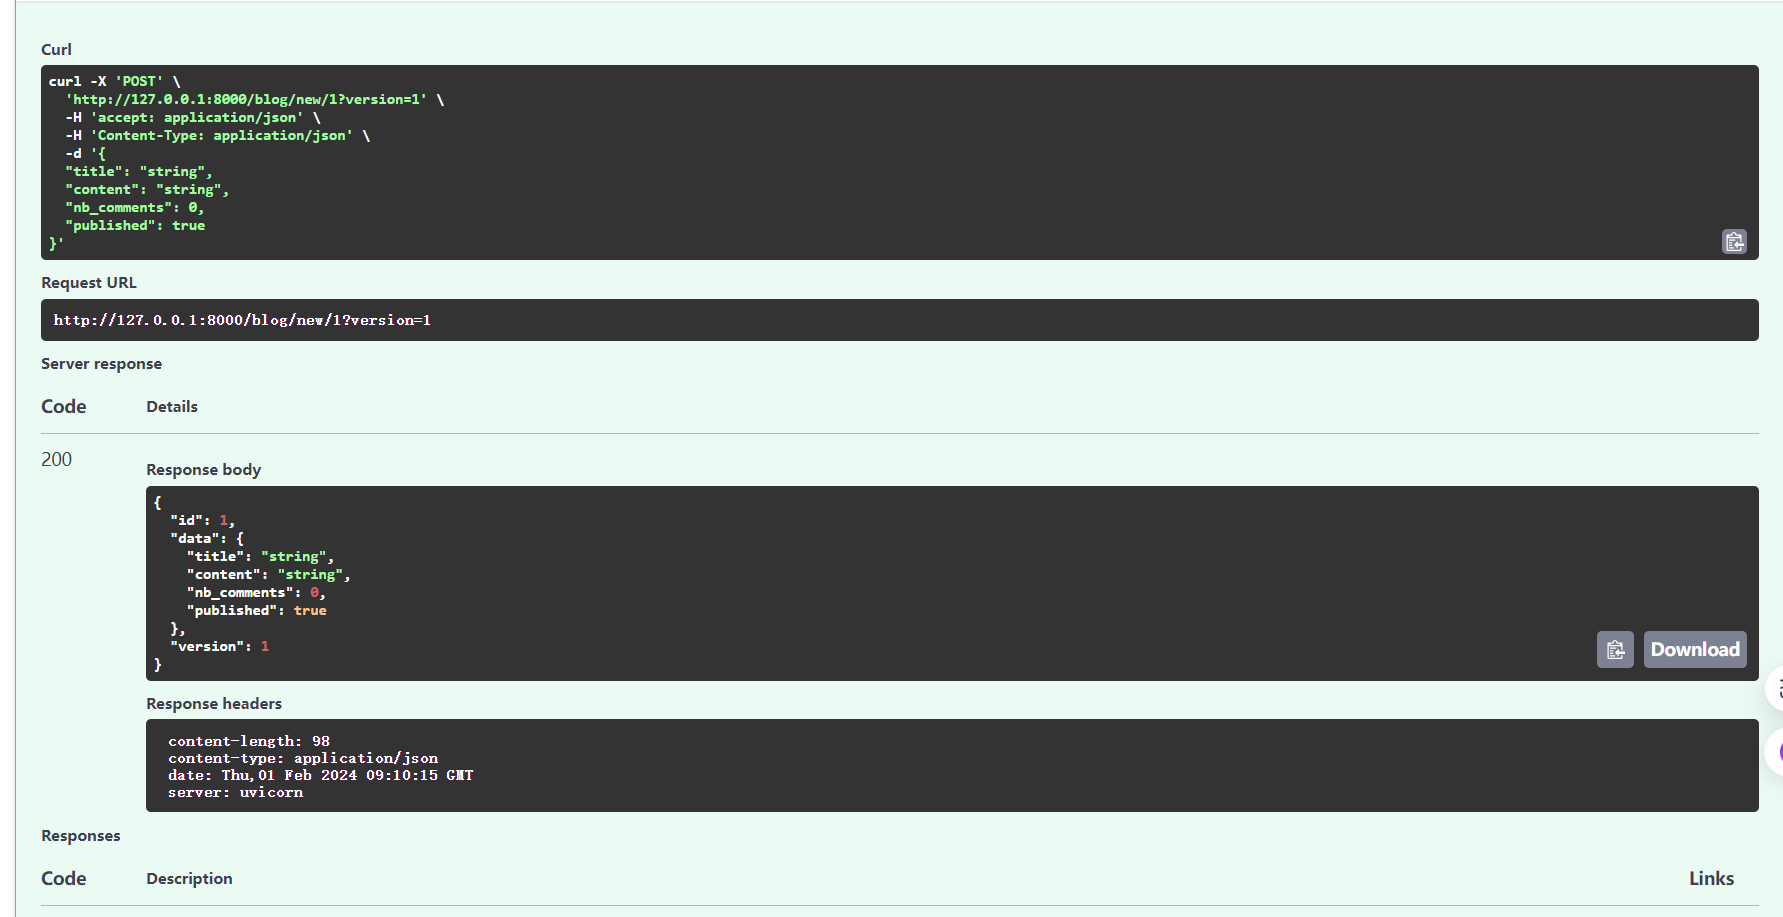 Curl
curl -X 'POST' \
  'http://127.0.0.1:8000/blog/new/1?version=1' \
  -H 'accept: application/json' \
  -H 'Content-Type: application/json' \
  -d '{
  "title": "string",
  "content": "string",
  "nb_comments": 0,
  "published": true
}'
Request URL
http://127.0.0.1:8000/blog/new/1?version=1
Server response
Code Details
200
Response body
{
  "id": 1,
  "data": {
    "title": "string",
    "content": "string",
    "nb_comments": 0,
    "published": true
  },
  "version": 1
}
Download
Response headers
content-length: 98
content-type: application/json
date: Thu,01 Feb 2024 09:10:15 GMT
server: uvicorn
Responses
Code Description Links